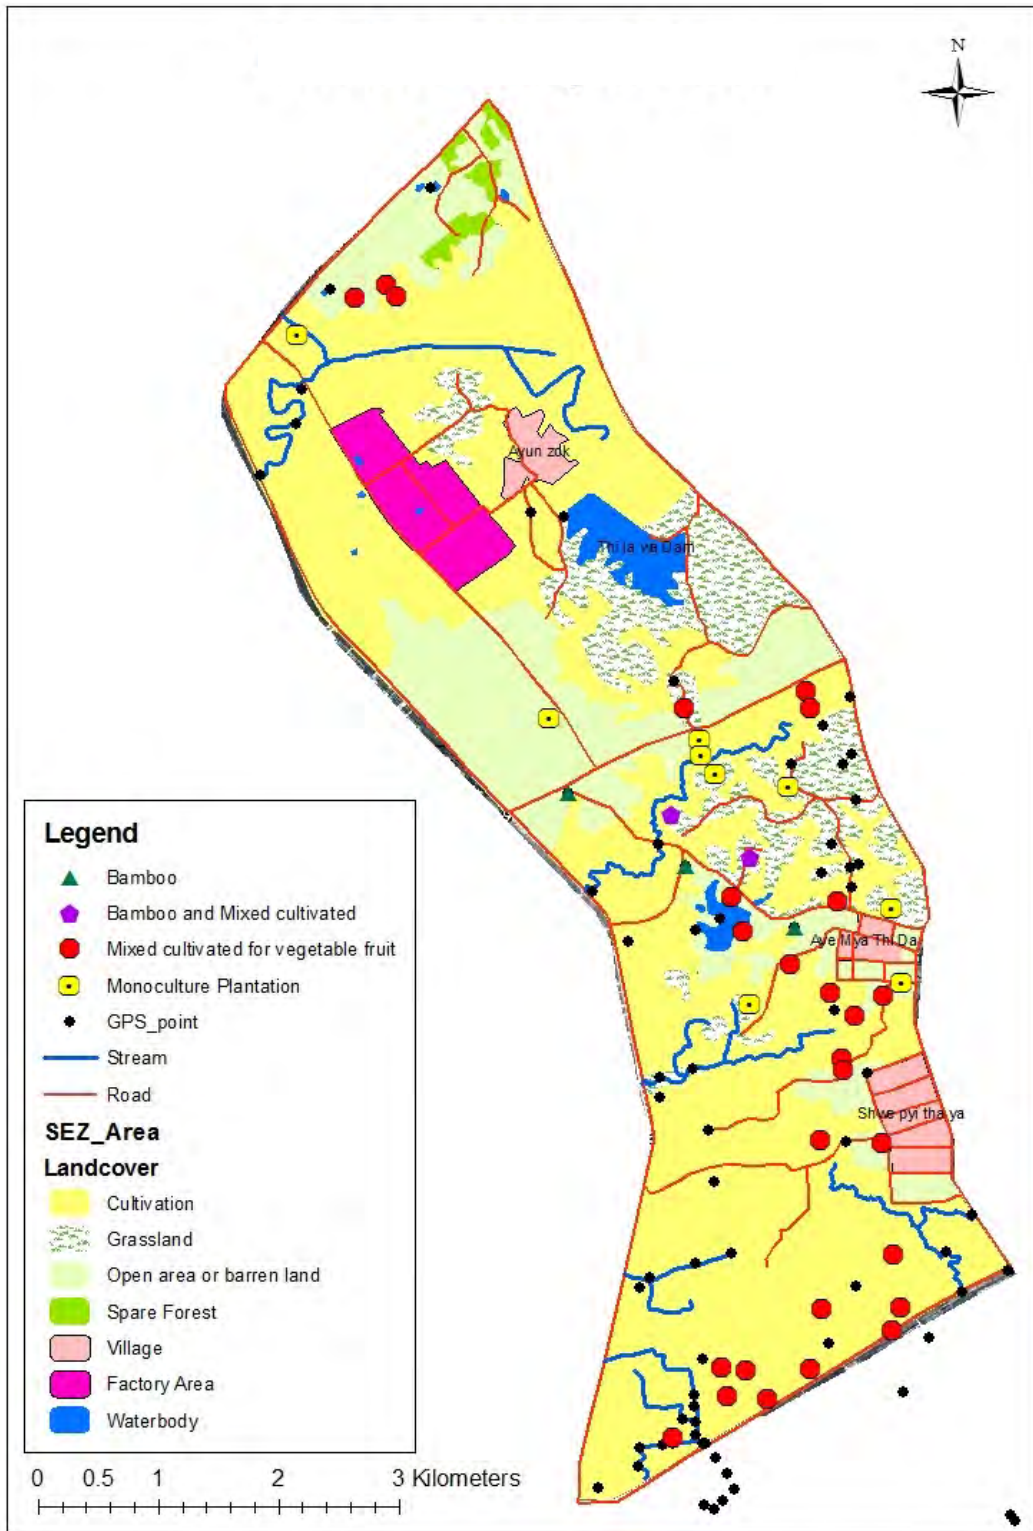 N
Ayun zok
Thi la wa Dam
Aye Mya Thi Da
Shwe pyi tha ya
Legend
Bamboo
Bamboo and Mixed cultivated
Mixed cultivated for vegetable fruit
Monoculture Plantation
GPS_point
Stream
Road
SEZ_Area
Landcover
Cultivation
Grassland
Open area or barren land
Spare Forest
Village
Factory Area
Waterbody
0 0.5 1 2 3 Kilometers